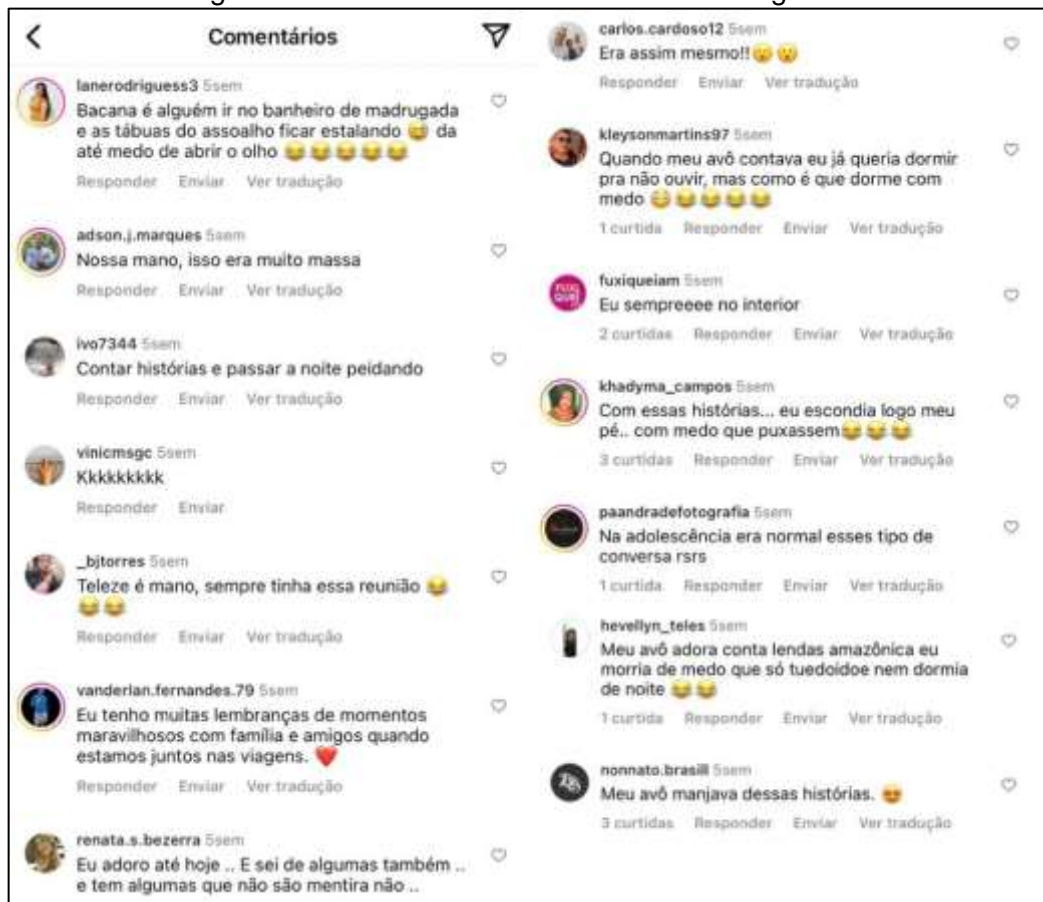 Comentários
lanerodriguess3 5sem
Bacana é alguém ir no banheiro de madrugada
e as tábuas do assoalho ficar estalando 😅 da
até medo de abrir o olho 😂😂😂😂😂
Responder Enviar Ver tradução
adson.j.marques 5sem
Nossa mano, isso era muito massa
Responder Enviar Ver tradução
ivo7344 5sem
Contar histórias e passar a noite peidando
Responder Enviar Ver tradução
vinicmsgc 5sem
Kkkkkkkkk
Responder Enviar
_bjtorres 5sem
Teleze é mano, sempre tinha essa reunião 😂
😂😂
Responder Enviar Ver tradução
vanderlan.fernandes.79 5sem
Eu tenho muitas lembranças de momentos
maravilhosos com família e amigos quando
estamos juntos nas viagens. ❤️
Responder Enviar Ver tradução
renata.s.bezerra 5sem
Eu adoro até hoje .. E sei de algumas também ..
e tem algumas que não são mentira não ..
carlos.cardoso12 5sem
Era assim mesmo!! 😮😮
Responder Enviar Ver tradução
kleysonmartins97 5sem
Quando meu avô contava eu já queria dormir
pra não ouvir, mas como é que dorme com
medo 😳😂😂😂😂
1 curtida Responder Enviar Ver tradução
FUXI
QUEI
fuxiqueiam 5sem
Eu sempreeee no interior
2 curtidas Responder Enviar Ver tradução
khadyma_campos 5sem
Com essas histórias... eu escondia logo meu
pé.. com medo que puxassem😂😂😂
3 curtidas Responder Enviar Ver tradução
paandradefotografia 5sem
Na adolescência era normal esses tipo de
conversa rsrs
1 curtida Responder Enviar Ver tradução
hevellyn_teles 5sem
Meu avô adora conta lendas amazônica eu
morria de medo que só tuedoidoe nem dormia
de noite 😂😂
1 curtida Responder Enviar Ver tradução
nonnato.brasill 5sem
Meu avô manjava dessas histórias. 😍
3 curtidas Responder Enviar Ver tradução